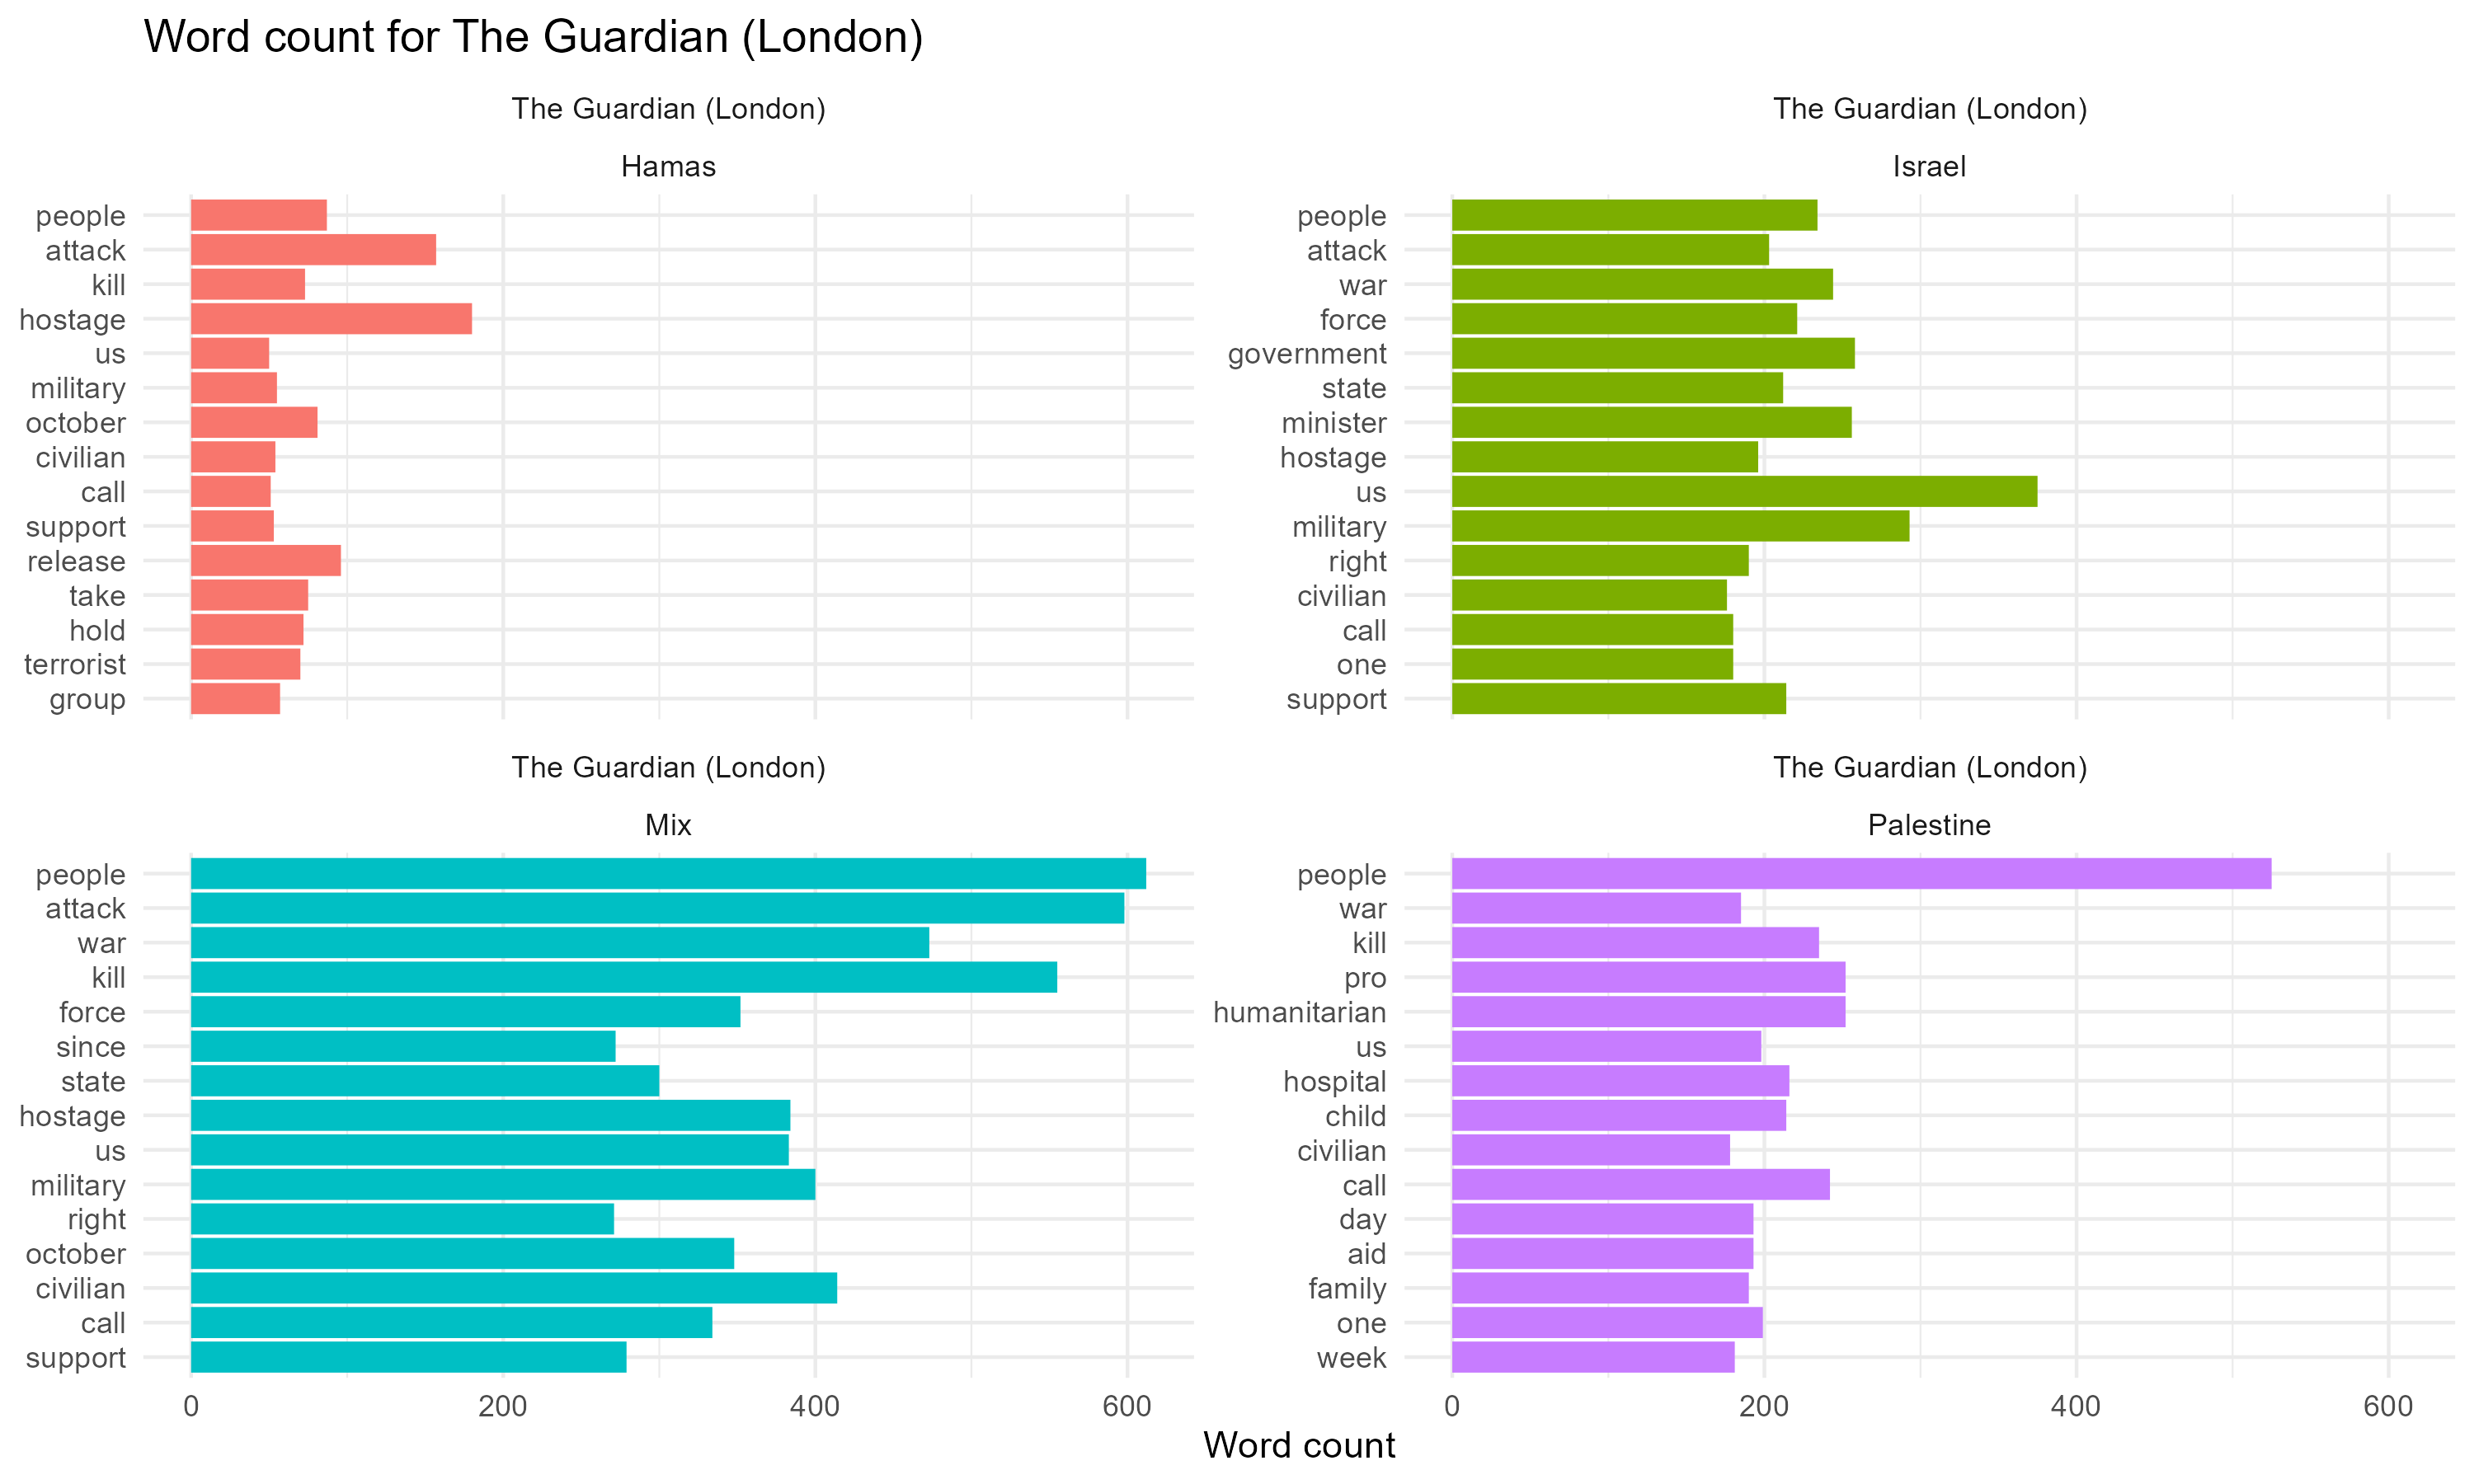 Word count for The Guardian (London)
The Guardian (London)
Hamas
people
attack
kill
hostage
us
military
october
civilian
call
support
release
take
hold
terrorist
group
The Guardian (London)
Israel
people
attack
war
force
government
state
minister
hostage
us
military
right
civilian
call
one
support
The Guardian (London)
Mix
people
attack
war
kill
force
since
state
hostage
us
military
right
october
civilian
call
support
0 200 400 600
The Guardian (London)
Palestine
people
war
kill
pro
humanitarian
us
hospital
child
civilian
call
day
aid
family
one
week
0 200 400 600
Word count